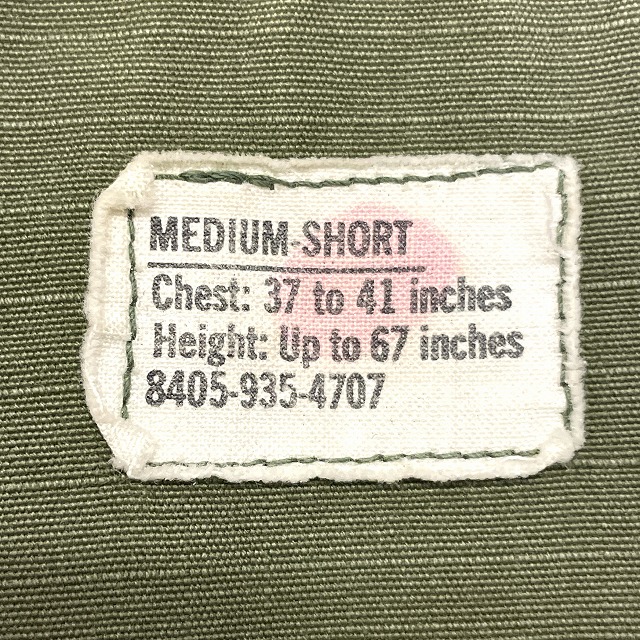 MEDIUM-SHORT
Chest: 37 to 41 inches
Height: Up to 67 inches
8405-935-4707